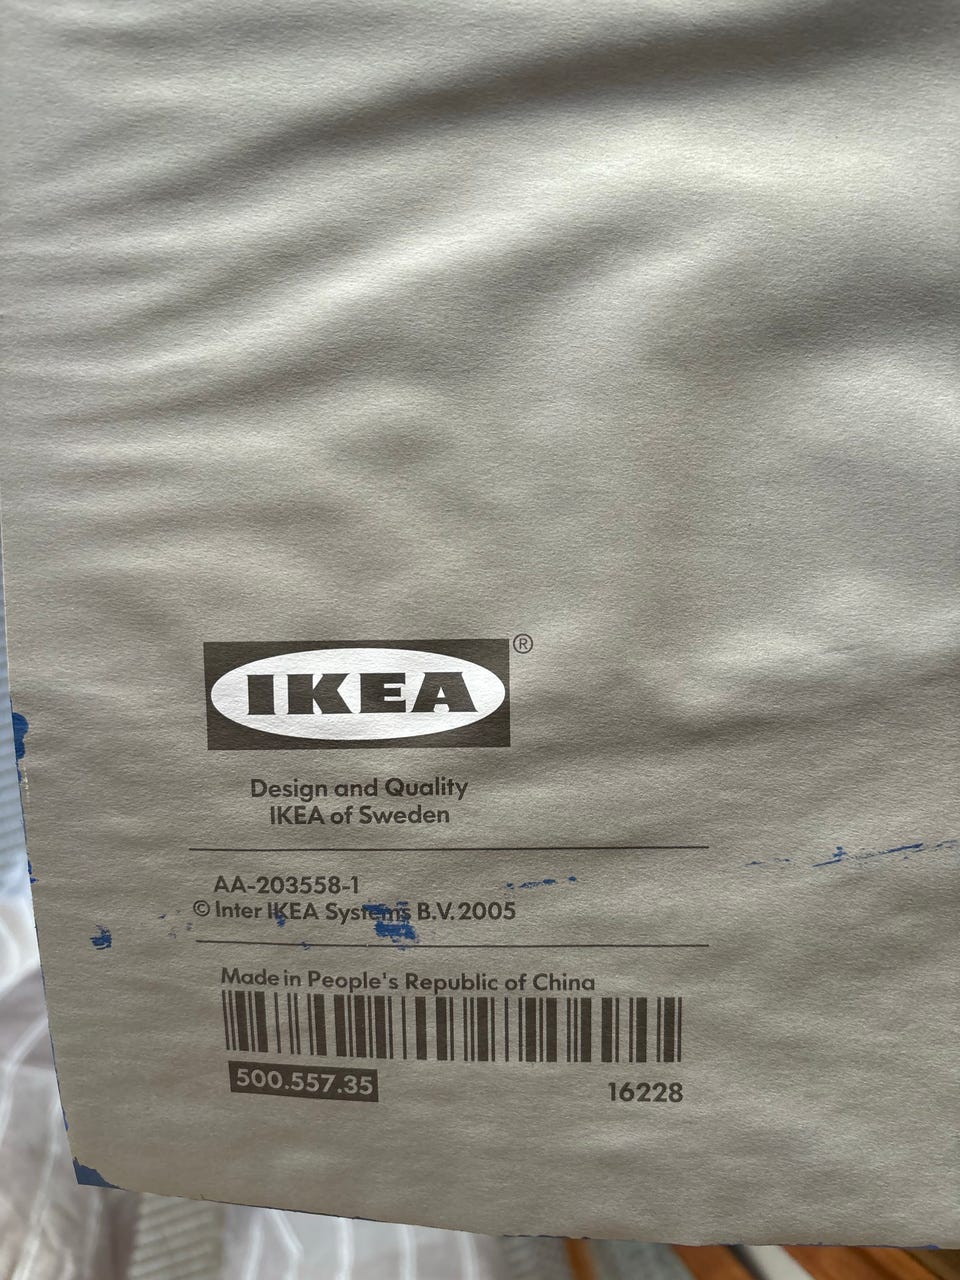 IKEA®
Design and Quality
IKEA of Sweden
AA-203558-1
© Inter IKEA Systems B.V. 2005
Made in People's Republic of China
500.557.35
16228